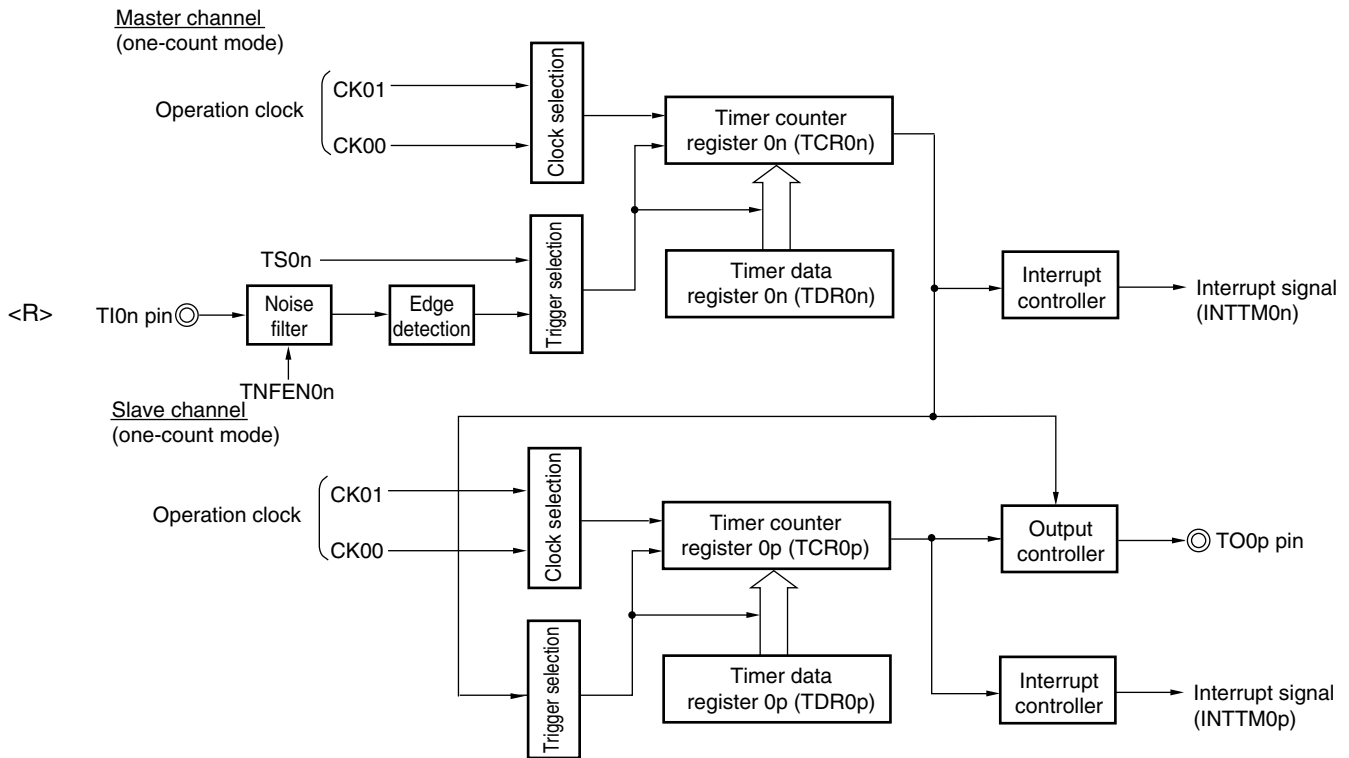 Master channel
(one-count mode)
CK01
Operation clock
CK00
Clock selection
Timer counter
register 0n (TCR0n)
TS0n
Trigger selection
Timer data
register 0n (TDR0n)
Interrupt
controller
Interrupt signal
(INTTM0n)
<R>
TI0n pin
Noise
filter
Edge
detection
TNFEN0n
Slave channel
(one-count mode)
CK01
Operation clock
CK00
Clock selection
Timer counter
register 0p (TCR0p)
Output
controller
TO0p pin
Trigger selection
Timer data
register 0p (TDR0p)
Interrupt
controller
Interrupt signal
(INTTM0p)